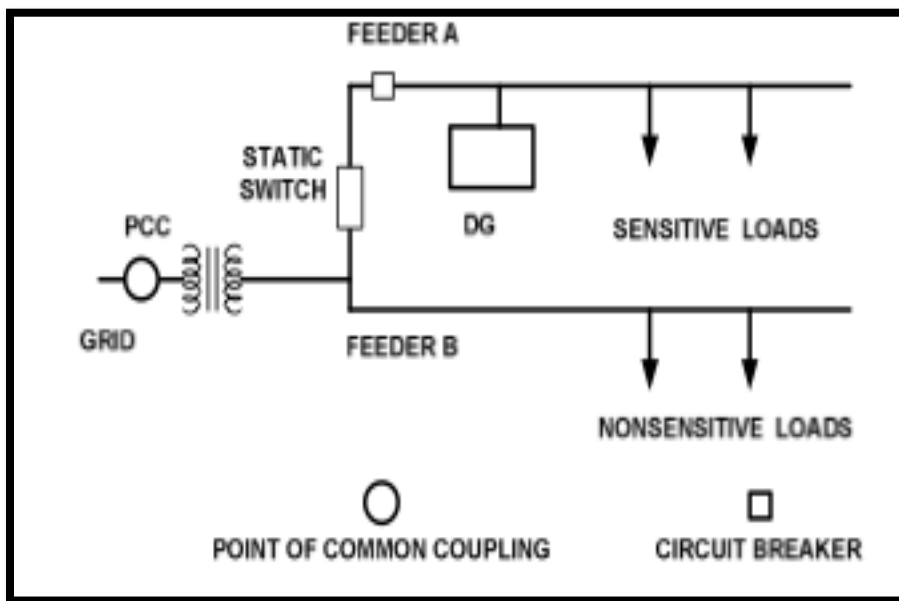 FEEDER A
STATIC
SWITCH
PCC
DG
SENSITIVE LOADS
GRID
FEEDER B
NONSENSITIVE LOADS
POINT OF COMMON COUPLING
CIRCUIT BREAKER